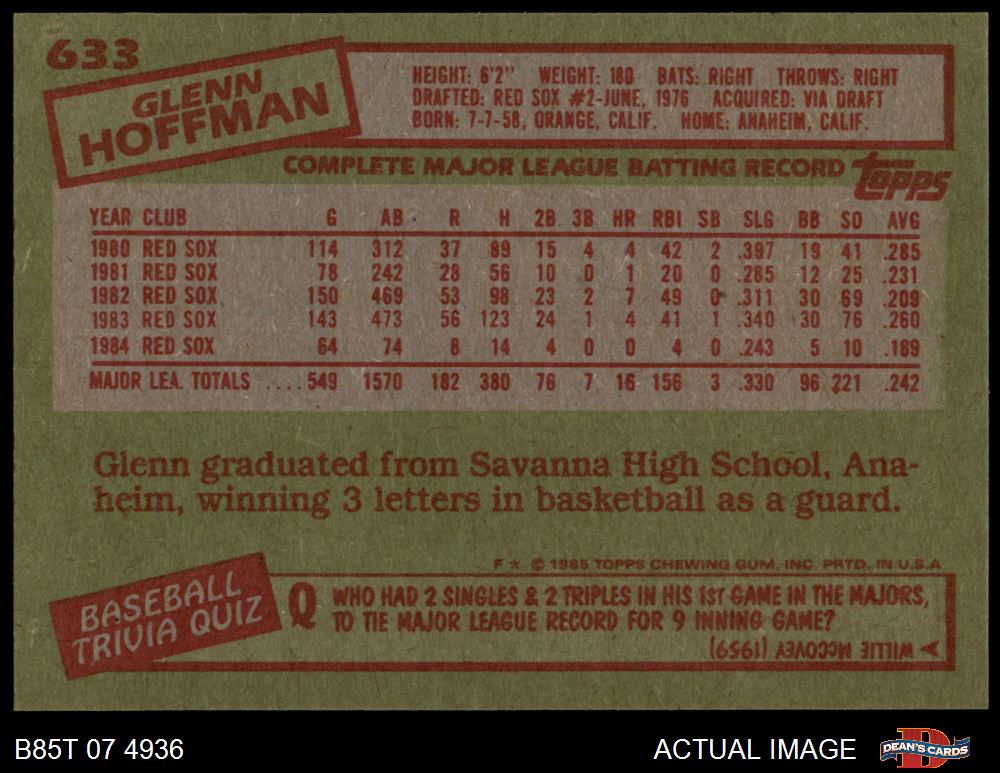 633
GLENN
HOFFMAN
HEIGHT: 6'2" WEIGHT: 180 BATS: RIGHT THROWS: RIGHT
DRAFTED: RED SOX #2-JUNE, 1976 ACQUIRED: VIA DRAFT
BORN: 7-7-58, ORANGE, CALIF. HOME: ANAHEIM, CALIF.
COMPLETE MAJOR LEAGUE BATTING RECORD topps
YEAR CLUB G AB R H 2B 3B HR RBI SB SLG BB SO AVG
1980 RED SOX 114 312 37 89 15 4 4 42 2 .397 19 41 .285
1981 RED SOX 78 242 28 56 10 0 1 20 0 .285 12 25 .231
1982 RED SOX 150 469 53 98 23 2 7 49 0 .311 30 69 .209
1983 RED SOX 143 473 56 123 24 1 4 41 1 .340 30 76 .260
1984 RED SOX 64 74 8 14 4 0 0 4 0 .243 5 10 .189
MAJOR LEA. TOTALS ....549 1570 182 380 76 7 16 156 3 .330 96 221 .242
Glenn graduated from Savanna High School, Ana-
heim, winning 3 letters in basketball as a guard.
F * © 1985 TOPPS CHEWING GUM, INC. PRTD. IN U.S.A
BASEBALL
TRIVIA QUIZ
Q WHO HAD 2 SINGLES & 2 TRIPLES IN HIS 1ST GAME IN THE MAJORS,
TO TIE MAJOR LEAGUE RECORD FOR 9 INNING GAME?
A WILLIE McCOVEY (1959)
B85T 07 4936
ACTUAL IMAGE
DEAN'S CARDS